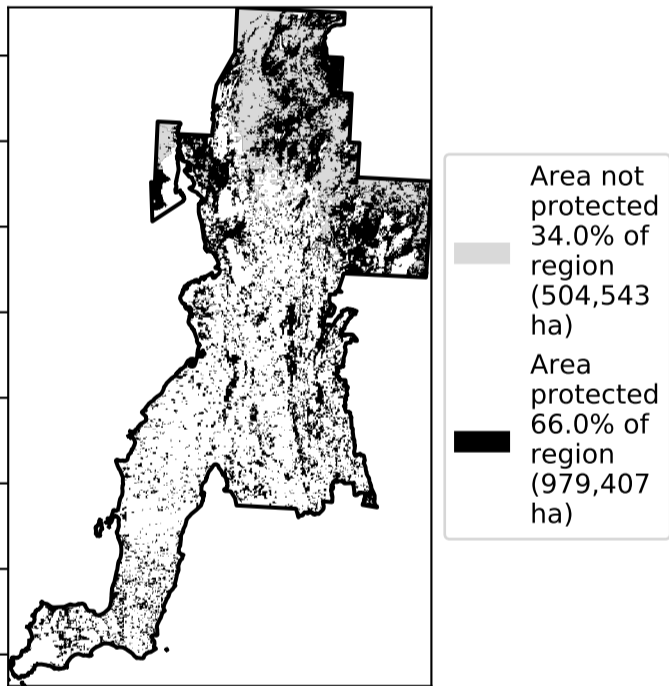 Area not
protected
34.0% of
region
(504,543
ha)
Area
protected
66.0% of
region
(979,407
ha)